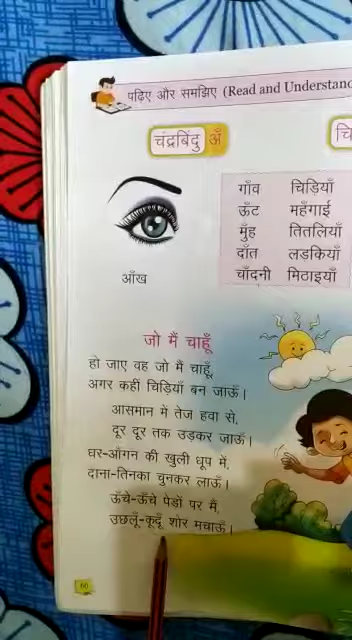 पढ़िए और समझिए (Read and Understand
चंद्रबिंदु अँ
गाँव चिड़ियाँ
ऊँट महँगाई
मुँह तितलियाँ
दाँत लड़कियाँ
चाँदनी मिठाइयाँ
आँख
जो मैं चाहूँ
हो जाए वह जो मैं चाहूँ,
अगर कहीं चिड़ियाँ बन जाऊँ।
आसमान में तेज हवा से,
दूर दूर तक उड़कर जाऊँ।
घर-आँगन की खुली धूप में,
दाना-तिनका चुनकर लाऊँ।
ऊँचे-ऊँचे पेडों पर मैं,
उछलूँ-कूदूँ शोर मचाऊँ।
60